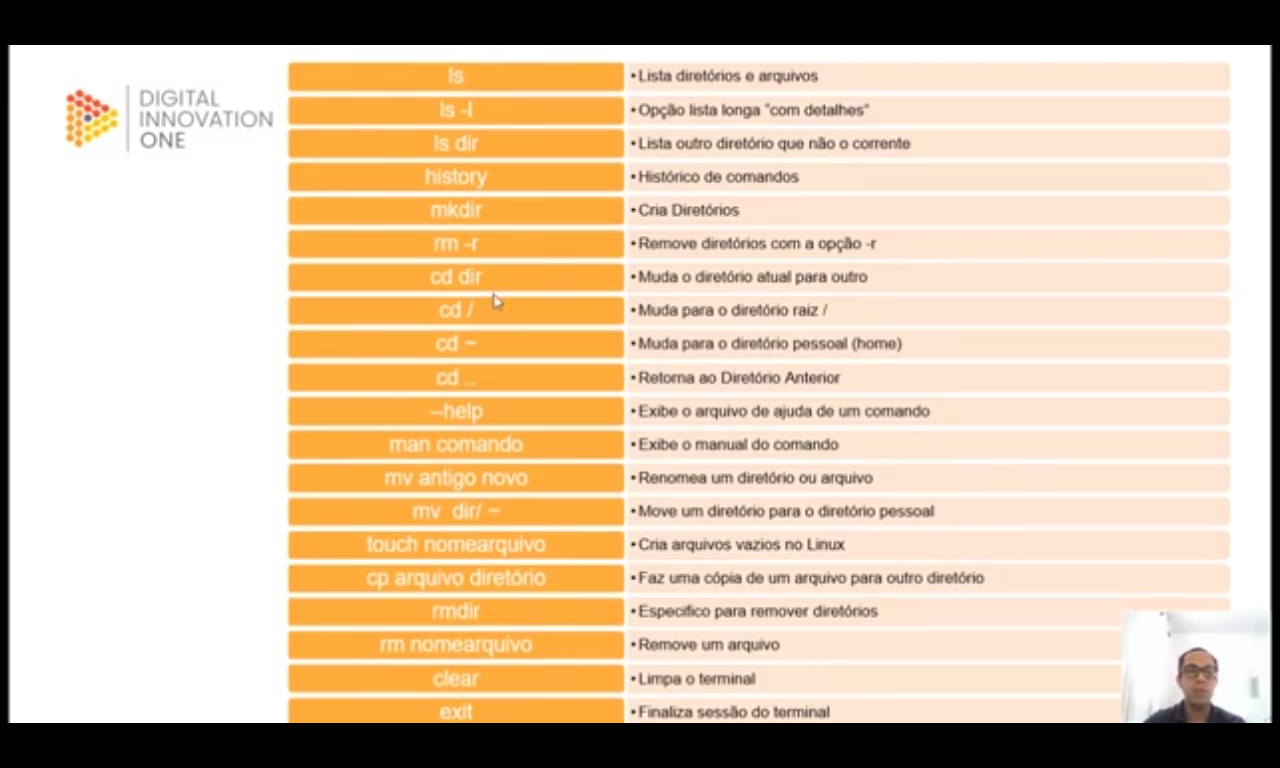 DIGITAL
INNOVATION
ONE
ls
•Lista diretórios e arquivos
ls -l
•Opção lista longa "com detalhes"
ls dir
•Lista outro diretório que não o corrente
history
•Histórico de comandos
mkdir
•Cria Diretórios
rm -r
•Remove diretórios com a opção -r
cd dir
•Muda o diretório atual para outro
cd /
•Muda para o diretório raiz /
cd ~
•Muda para o diretório pessoal (home)
cd ..
•Retorna ao Diretório Anterior
--help
•Exibe o arquivo de ajuda de um comando
man comando
•Exibe o manual do comando
mv antigo novo
•Renomea um diretório ou arquivo
mv dir/ ~
•Move um diretório para o diretório pessoal
touch nomearquivo
•Cria arquivos vazios no Linux
cp arquivo diretório
•Faz uma cópia de um arquivo para outro diretório
rmdir
•Especifico para remover diretórios
rm nomearquivo
•Remove um arquivo
clear
•Limpa o terminal
exit
•Finaliza sessão do terminal